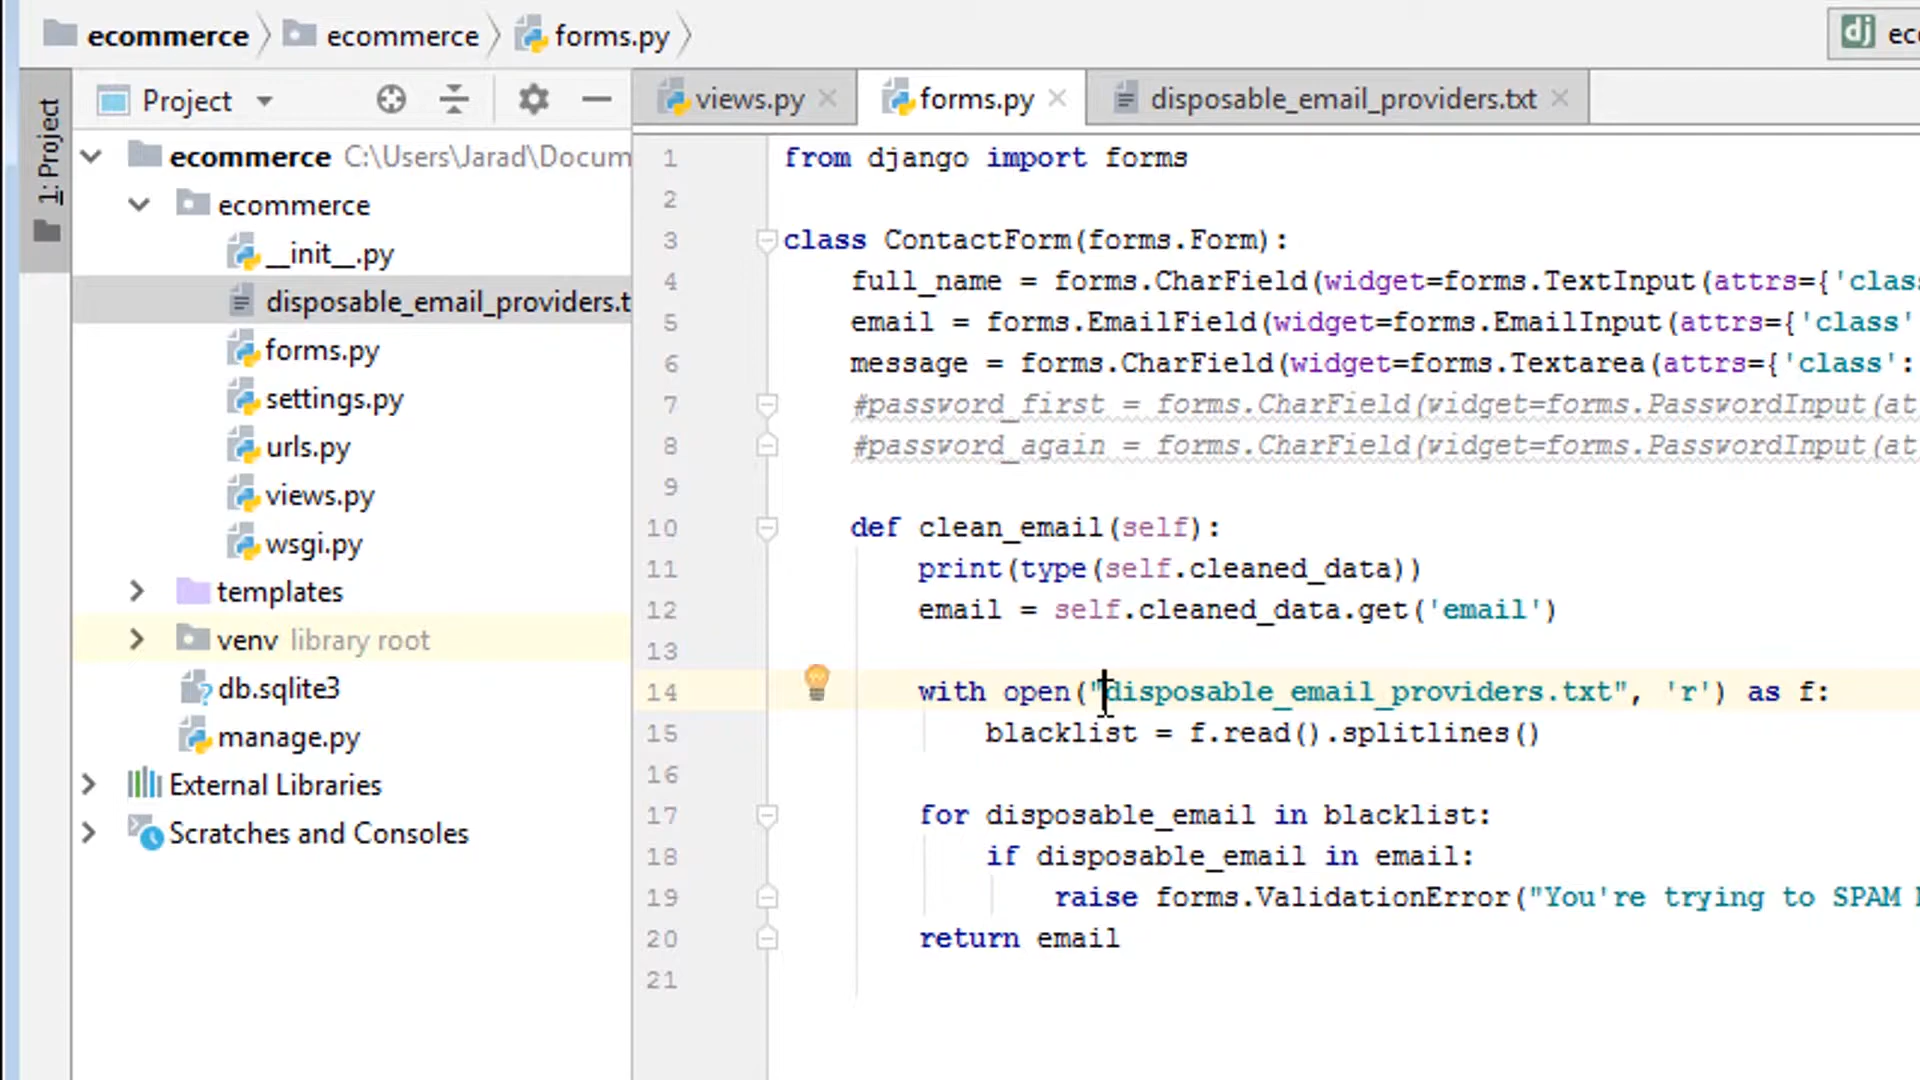 ecommerce ecommerce forms.py
dj
1: Project
Project
ecommerce C:\Users\Jarad\Docum
ecommerce
__init__.py
disposable_email_providers.t
forms.py
settings.py
urls.py
views.py
wsgi.py
templates
venv library root
db.sqlite3
manage.py
External Libraries
Scratches and Consoles
views.py forms.py disposable_email_providers.txt
1 from django import forms
2
3 class ContactForm(forms.Form):
4 full_name = forms.CharField(widget=forms.TextInput(attrs={'clas
5 email = forms.EmailField(widget=forms.EmailInput(attrs={'class'
6 message = forms.CharField(widget=forms.Textarea(attrs={'class':
7 #password_first = forms.CharField(widget=forms.PasswordInput(at
8 #password_again = forms.CharField(widget=forms.PasswordInput(at
9
10 def clean_email(self):
11 print(type(self.cleaned_data))
12 email = self.cleaned_data.get('email')
13
14 with open("disposable_email_providers.txt", 'r') as f:
15 blacklist = f.read().splitlines()
16
17 for disposable_email in blacklist:
18 if disposable_email in email:
19 raise forms.ValidationError("You're trying to SPAM
20 return email
21